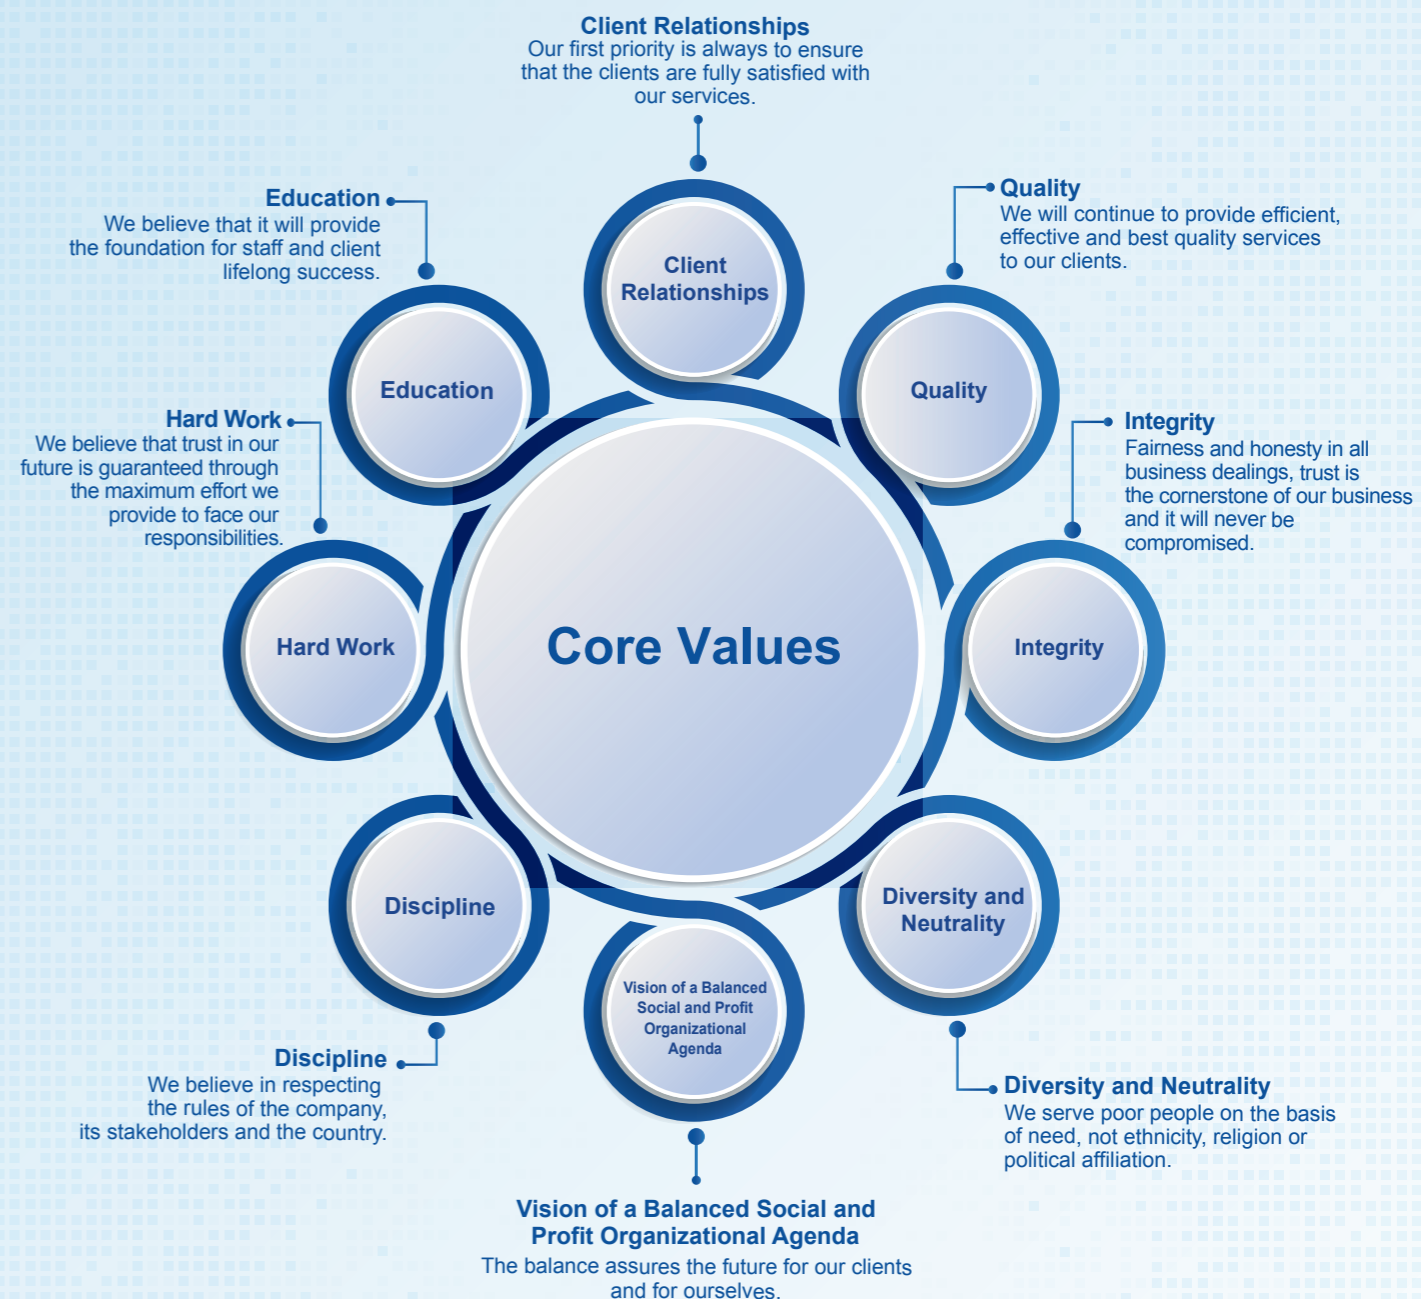 Client Relationships
Our first priority is always to ensure
that the clients are fully satisfied with
our services.
Education
We believe that it will provide
the foundation for staff and client
lifelong success.
Quality
We will continue to provide efficient,
effective and best quality services
to our clients.
Client
Relationships
Education
Quality
Hard Work
We believe that trust in our
future is guaranteed through
the maximum effort we
provide to face our
responsibilities.
Integrity
Fairness and honesty in all
business dealings, trust is
the cornerstone of our business
and it will never be
compromised.
Hard Work
Core Values
Integrity
Discipline
Diversity and
Neutrality
Vision of a Balanced
Social and Profit
Organizational
Agenda
Discipline
We believe in respecting
the rules of the company,
its stakeholders and the country.
Diversity and Neutrality
We serve poor people on the basis
of need, not ethnicity, religion or
political affiliation.
Vision of a Balanced Social and
Profit Organizational Agenda
The balance assures the future for our clients
and for ourselves.